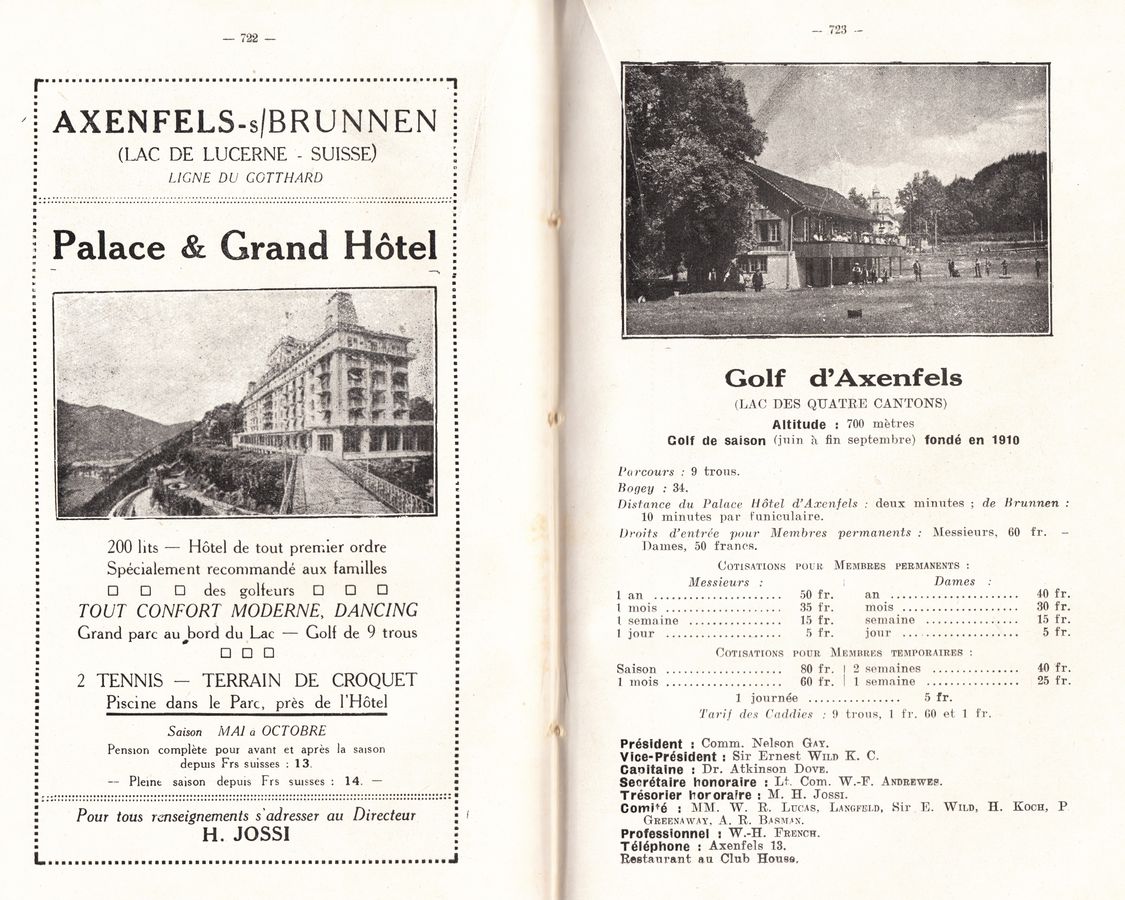 — 722 —
AXENFELS-s/BRUNNEN
(LAC DE LUCERNE - SUISSE)
LIGNE DU GOTTHARD
Palace & Grand Hôtel
200 lits — Hôtel de tout premier ordre
Spécialement recommandé aux familles
□ □ □ des golfeurs □ □ □
TOUT CONFORT MODERNE, DANCING
Grand parc au bord du Lac — Golf de 9 trous
□ □ □
2 TENNIS — TERRAIN DE CROQUET
Piscine dans le Parc, près de l'Hôtel
Saison MAI a OCTOBRE
Pension complète pour avant et après la saison
depuis Frs suisses : 13.
— Pleine saison depuis Frs suisses : 14. —
Pour tous renseignements s'adresser au Directeur
H. JOSSI
— 723 —
Golf d'Axenfels
(LAC DES QUATRE CANTONS)
Altitude : 700 mètres
Golf de saison (juin à fin septembre) fondé en 1910
Parcours : 9 trous.
Bogey : 34.
Distance du Palace Hôtel d'Axenfels : deux minutes ; de Brunnen :
10 minutes par funiculaire.
Droits d'entrée pour Membres permanents : Messieurs, 60 fr. —
Dames, 50 francs.
COTISATIONS POUR MEMBRES PERMANENTS :
Messieurs : Dames :
1 an ..................... 50 fr. an ..................... 40 fr.
1 mois ................... 35 fr. mois ................... 30 fr.
1 semaine ............... 15 fr. semaine ............... 15 fr.
1 jour ................... 5 fr. jour ................... 5 fr.
COTISATIONS POUR MEMBRES TEMPORAIRES :
Saison ................... 80 fr. | 2 semaines .............. 40 fr.
1 mois ................... 60 fr. | 1 semaine ............... 25 fr.
1 journée ............... 5 fr.
Tarif des Caddies : 9 trous, 1 fr. 60 et 1 fr.
Président : Comm. Nelson GAY.
Vice-Président : Sir Ernest WILD K. C.
Capitaine : Dr. Atkinson DOVE.
Secrétaire honoraire : Lt. Com. W.-F. ANDREWES.
Trésorier honoraire : M. H. JOSSI.
Comité : MM. W. R. LUCAS, LANGFELD, Sir E. WILD, H. KOCH, P
GREENAWAY, A. R. BASMAN.
Professionnel : W.-H. FRENCH.
Téléphone : Axenfels 13.
Restaurant au Club House.